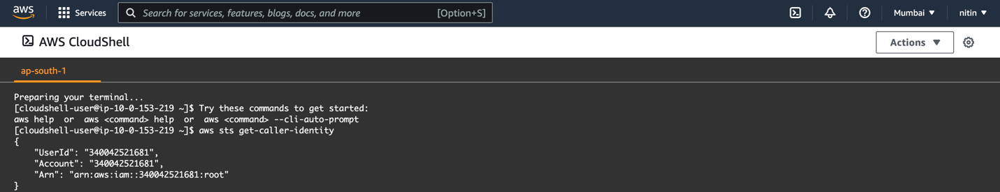 aws Services Search for services, features, blogs, docs, and more [Option+S] Mumbai ▼ nitin ▼
AWS CloudShell Actions ▼
ap-south-1
Preparing your terminal...
[cloudshell-user@ip-10-0-153-219 ~]$ Try these commands to get started:
aws help  or  aws <command> help  or  aws <command> --cli-auto-prompt
[cloudshell-user@ip-10-0-153-219 ~]$ aws sts get-caller-identity
{
    "UserId": "340042521681",
    "Account": "340042521681",
    "Arn": "arn:aws:iam::340042521681:root"
}